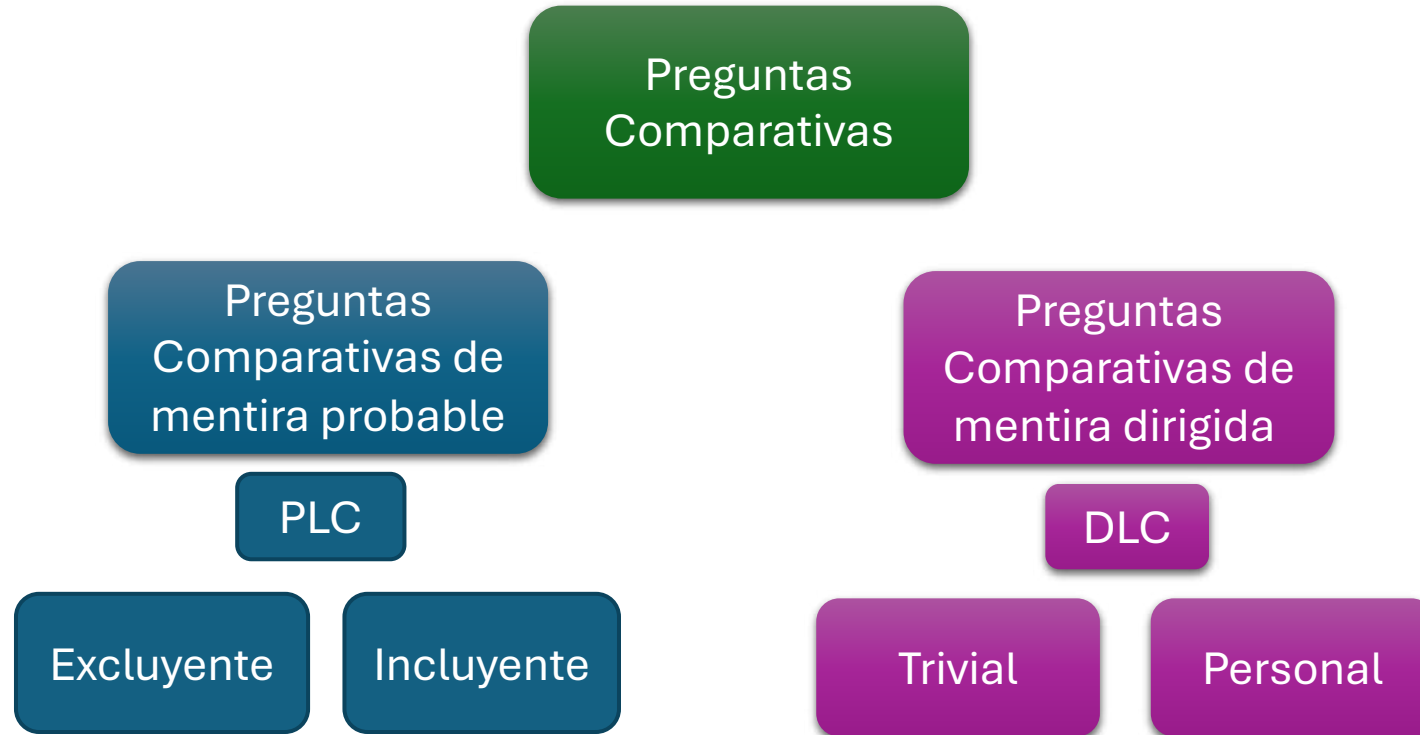 Preguntas
Comparativas
Preguntas
Comparativas de
mentira probable
PLC
Excluyente
Incluyente
Preguntas
Comparativas de
mentira dirigida
DLC
Trivial
Personal